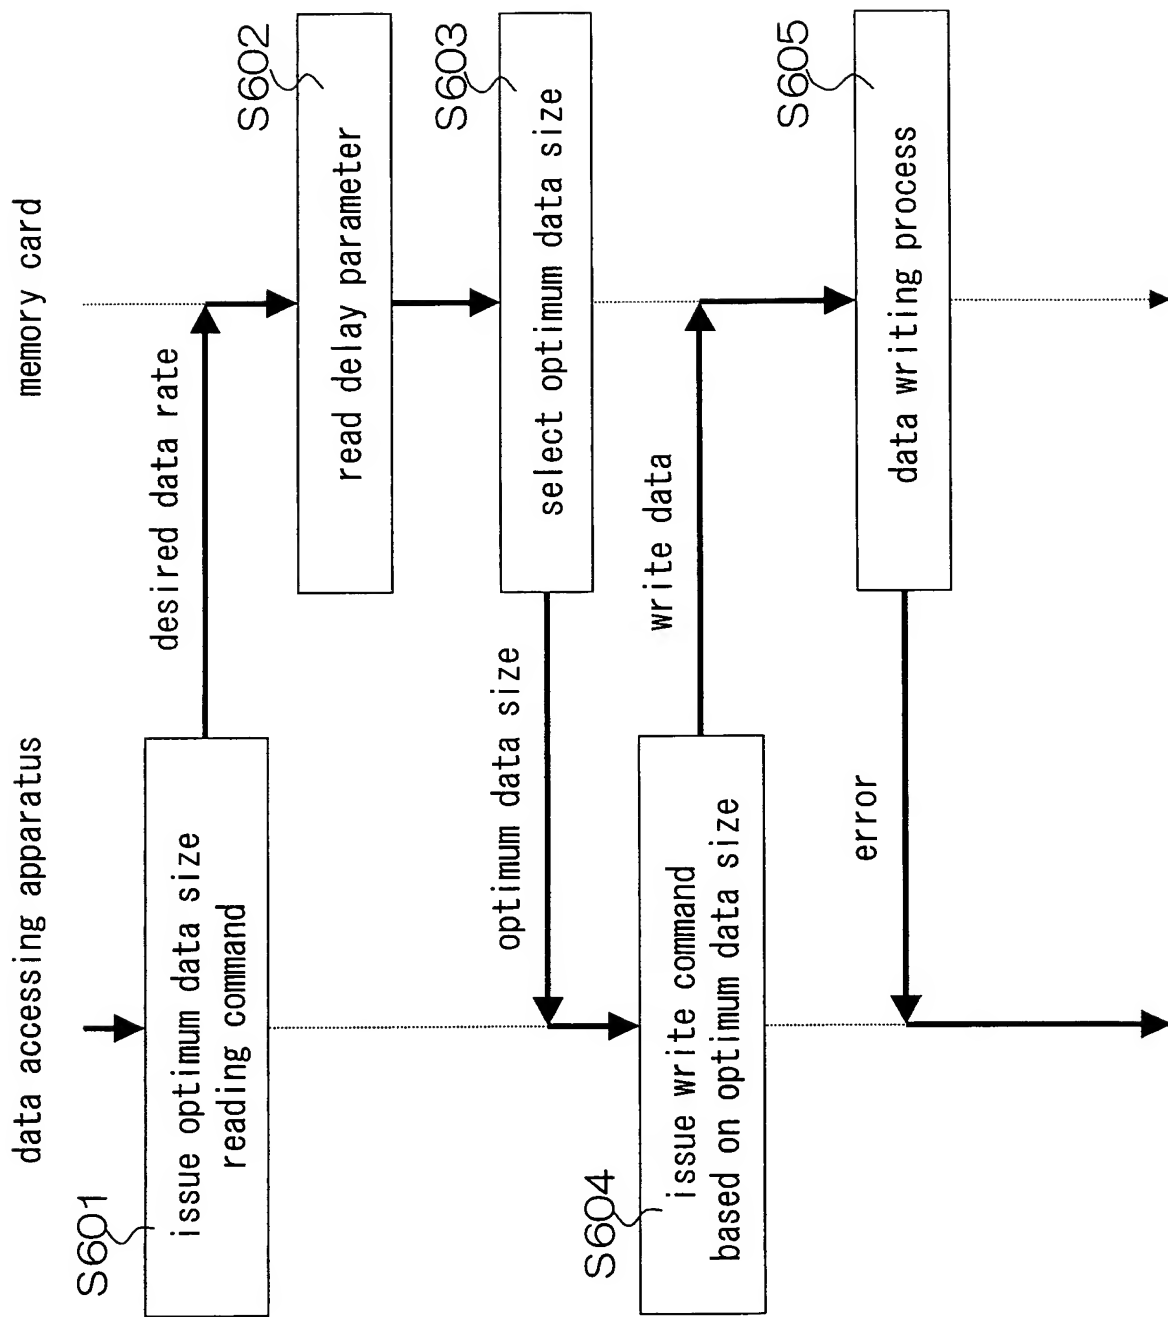 data accessing apparatus
memory card
S601
issue optimum data size
reading command
desired data rate
S602
read delay parameter
S603
select optimum data size
optimum data size
S604
issue write command
based on optimum data size
write data
S605
data writing process
error